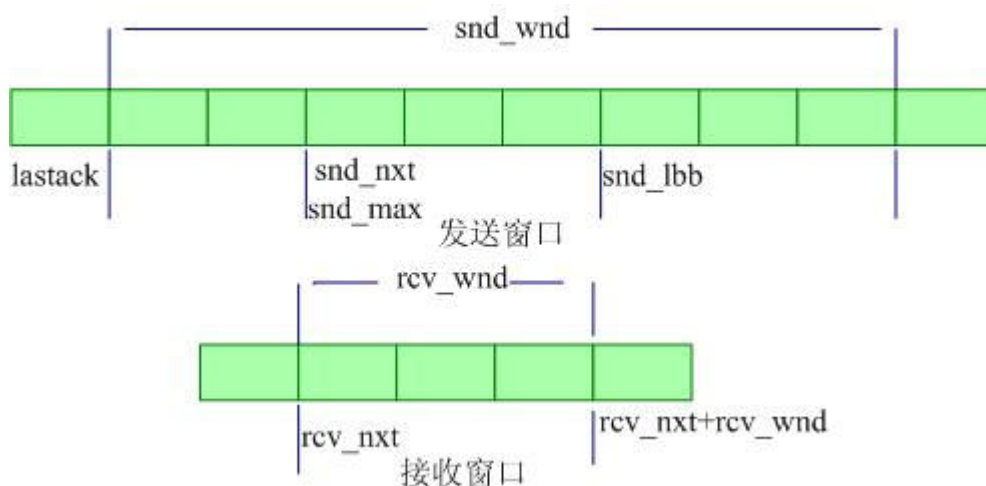 snd_wnd
lastack
snd_nxt
snd_max
snd_lbb
发送窗口
rcv_wnd
rcv_nxt
rcv_nxt+rcv_wnd
接收窗口